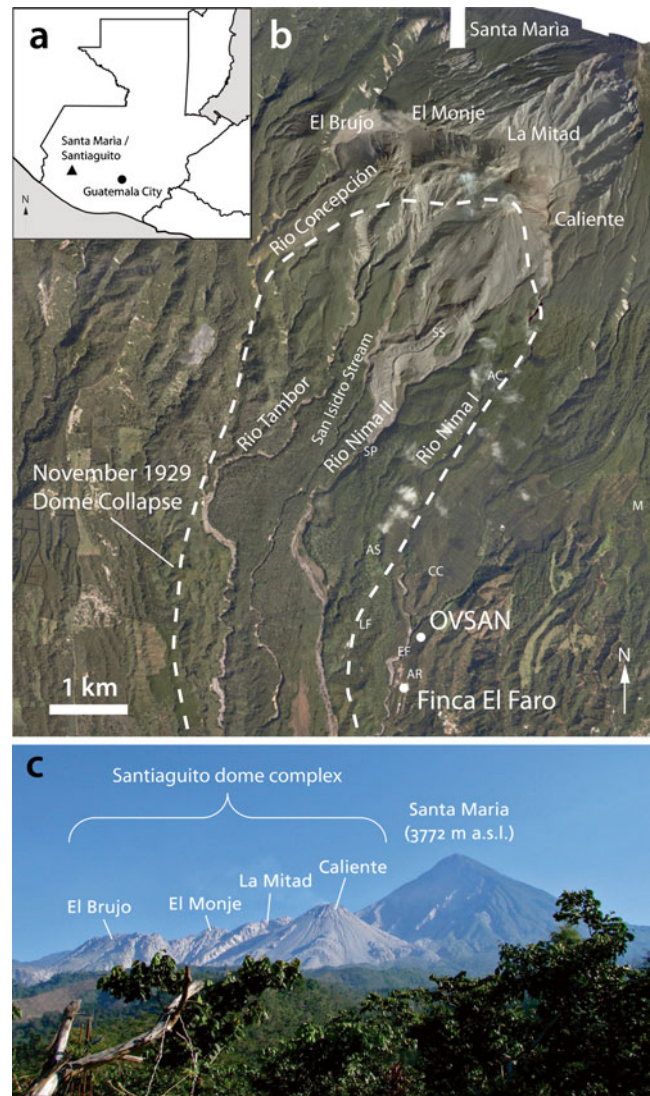 a
Santa Marìa /
Santiaguito
Guatemala City
N
b
Santa Marìa
El Brujo
El Monje
La Mitad
Caliente
Rio Concepción
SS
Rio Tambor
San Isidro Stream
Rio Nima II
Rio Nima I
AC
SP
November 1929
Dome Collapse
M
AS
CC
LF
OVSAN
EF
AR
Finca El Faro
1 km
N
c
Santiaguito dome complex
Santa Maria
(3772 m a.s.l.)
Caliente
La Mitad
El Monje
El Brujo